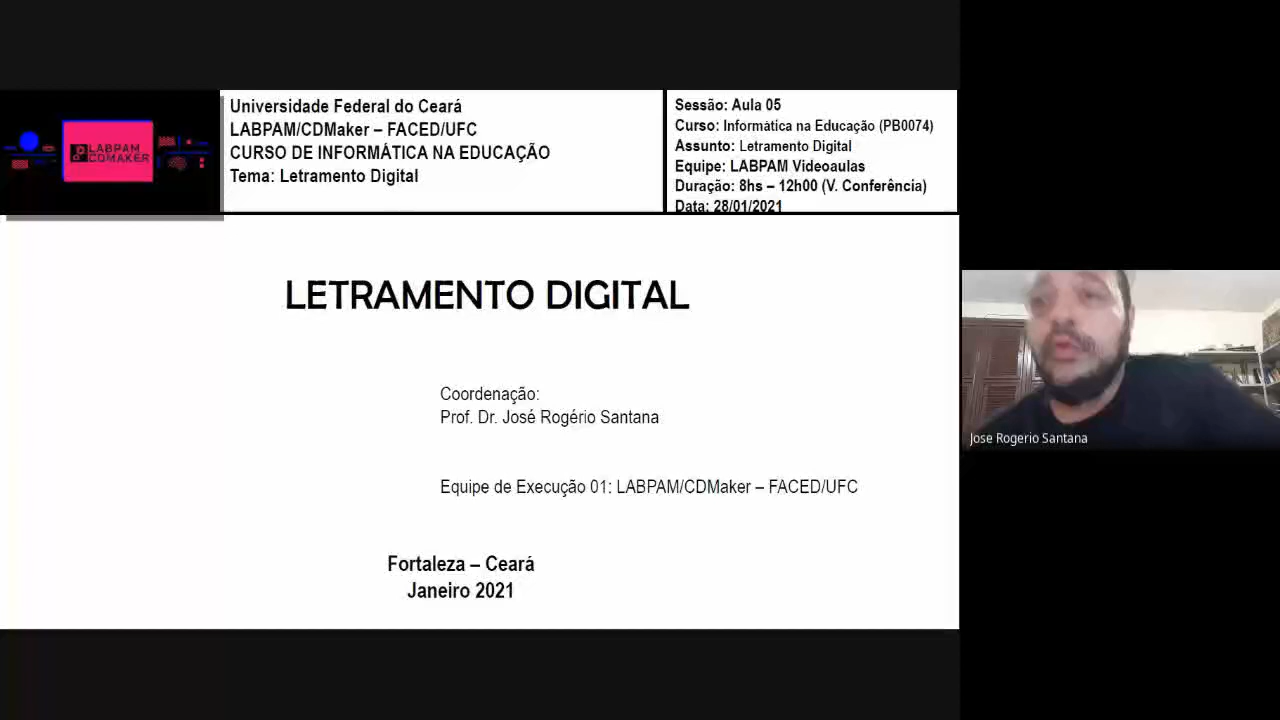 LABPAM
CDMAKER
Universidade Federal do Ceará
LABPAM/CDMaker – FACED/UFC
CURSO DE INFORMÁTICA NA EDUCAÇÃO
Tema: Letramento Digital
Sessão: Aula 05
Curso: Informática na Educação (PB0074)
Assunto: Letramento Digital
Equipe: LABPAM Videoaulas
Duração: 8hs – 12h00 (V. Conferência)
Data: 28/01/2021
LETRAMENTO DIGITAL
Coordenação:
Prof. Dr. José Rogério Santana
Equipe de Execução 01: LABPAM/CDMaker – FACED/UFC
Fortaleza – Ceará
Janeiro 2021
Jose Rogerio Santana